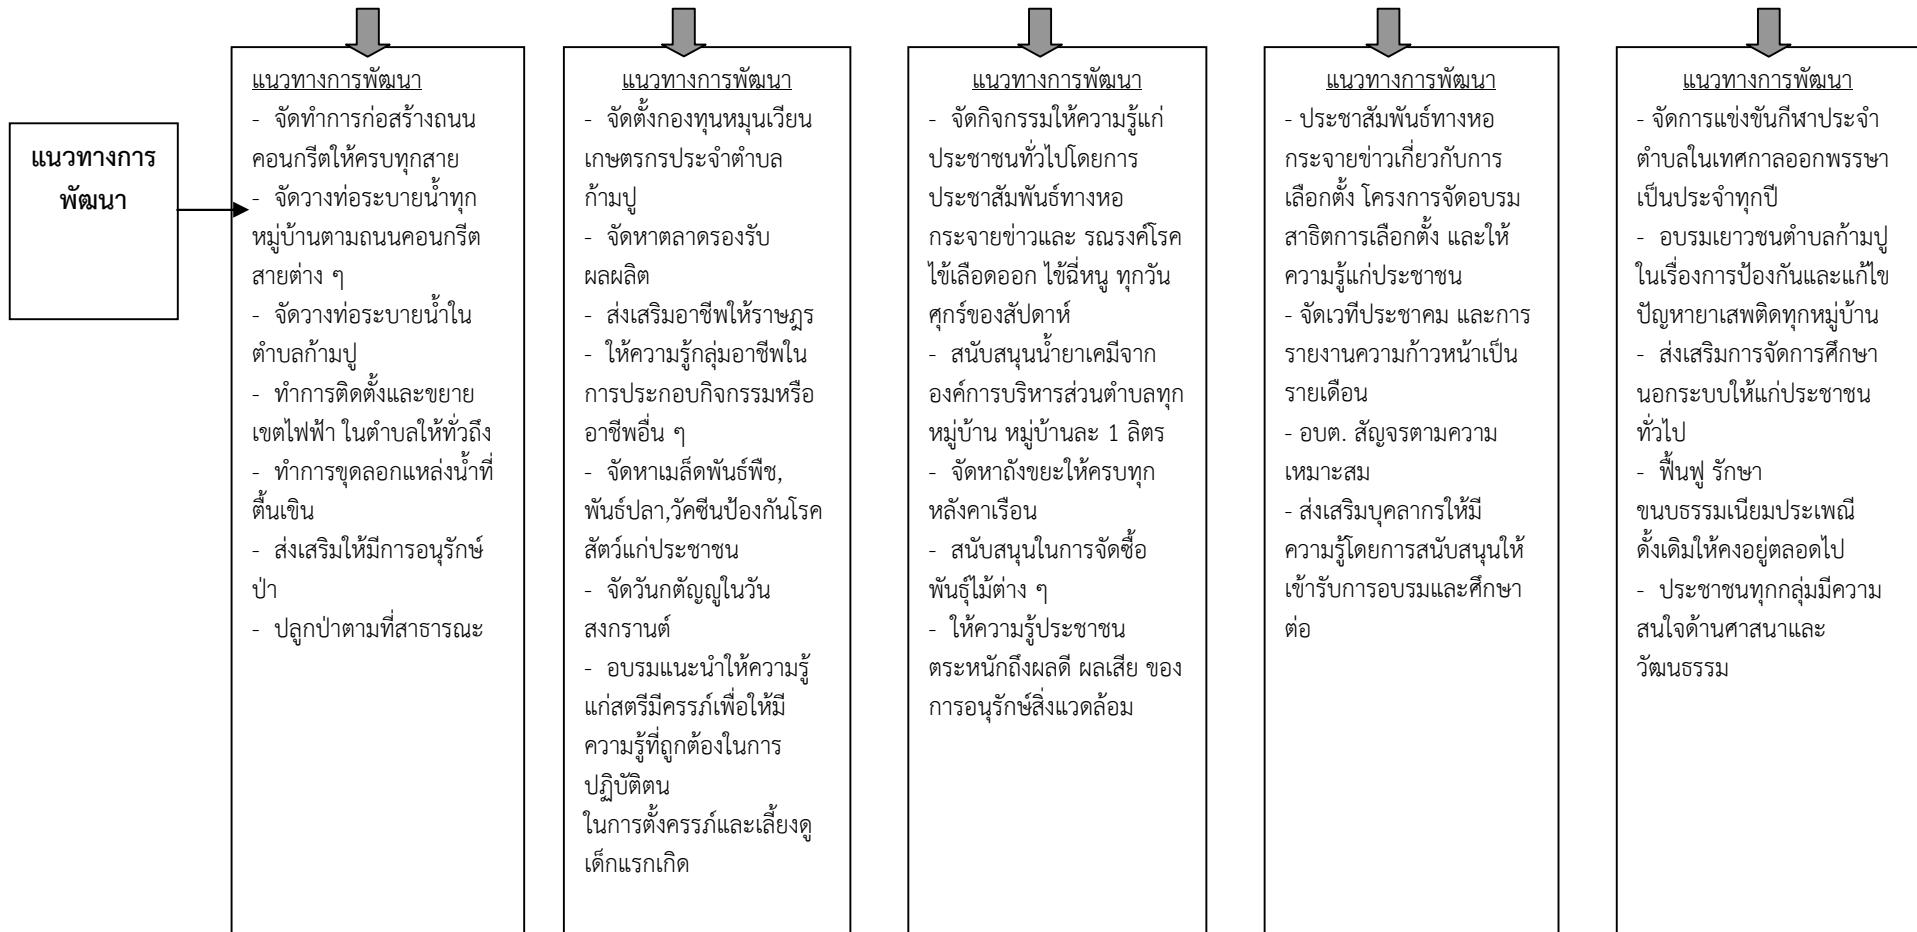 แนวทางการ
พัฒนา
แนวทางการพัฒนา
- จัดทำการก่อสร้างถนน
คอนกรีตให้ครบทุกสาย
- จัดวางท่อระบายน้ำทุก
หมู่บ้านตามถนนคอนกรีต
สายต่าง ๆ
- จัดวางท่อระบายน้ำใน
ตำบลก้ามปู
- ทำการติดตั้งและขยาย
เขตไฟฟ้า ในตำบลให้ทั่วถึง
- ทำการขุดลอกแหล่งน้ำที่
ตื้นเขิน
- ส่งเสริมให้มีการอนุรักษ์
ป่า
- ปลูกป่าตามที่สาธารณะ
แนวทางการพัฒนา
- จัดตั้งกองทุนหมุนเวียน
เกษตรกรประจำตำบล
ก้ามปู
- จัดหาตลาดรองรับ
ผลผลิต
- ส่งเสริมอาชีพให้ราษฎร
- ให้ความรู้กลุ่มอาชีพใน
การประกอบกิจกรรมหรือ
อาชีพอื่น ๆ
- จัดหาเมล็ดพันธ์พืช,
พันธ์ปลา,วัคซีนป้องกันโรค
สัตว์แก่ประชาชน
- จัดวันกตัญญูในวัน
สงกรานต์
- อบรมแนะนำให้ความรู้
แก่สตรีมีครรภ์เพื่อให้มี
ความรู้ที่ถูกต้องในการ
ปฏิบัติตน
ในการตั้งครรภ์และเลี้ยงดู
เด็กแรกเกิด
แนวทางการพัฒนา
- จัดกิจกรรมให้ความรู้แก่
ประชาชนทั่วไปโดยการ
ประชาสัมพันธ์ทางหอ
กระจายข่าวและ รณรงค์โรค
ไข้เลือดออก ไข้ฉี่หนู ทุกวัน
ศุกร์ของสัปดาห์
- สนับสนุนน้ำยาเคมีจาก
องค์การบริหารส่วนตำบลทุก
หมู่บ้าน หมู่บ้านละ 1 ลิตร
- จัดหาถังขยะให้ครบทุก
หลังคาเรือน
- สนับสนุนในการจัดซื้อ
พันธุ์ไม้ต่าง ๆ
- ให้ความรู้ประชาชน
ตระหนักถึงผลดี ผลเสีย ของ
การอนุรักษ์สิ่งแวดล้อม
แนวทางการพัฒนา
- ประชาสัมพันธ์ทางหอ
กระจายข่าวเกี่ยวกับการ
เลือกตั้ง โครงการจัดอบรม
สาธิตการเลือกตั้ง และให้
ความรู้แก่ประชาชน
- จัดเวทีประชาคม และการ
รายงานความก้าวหน้าเป็น
รายเดือน
- อบต. สัญจรตามความ
เหมาะสม
- ส่งเสริมบุคลากรให้มี
ความรู้โดยการสนับสนุนให้
เข้ารับการอบรมและศึกษา
ต่อ
แนวทางการพัฒนา
- จัดการแข่งขันกีฬาประจำ
ตำบลในเทศกาลออกพรรษา
เป็นประจำทุกปี
- อบรมเยาวชนตำบลก้ามปู
ในเรื่องการป้องกันและแก้ไข
ปัญหายาเสพติดทุกหมู่บ้าน
- ส่งเสริมการจัดการศึกษา
นอกระบบให้แก่ประชาชน
ทั่วไป
- ฟื้นฟู รักษา
ขนบธรรมเนียมประเพณี
ดั้งเดิมให้คงอยู่ตลอดไป
- ประชาชนทุกกลุ่มมีความ
สนใจด้านศาสนาและ
วัฒนธรรม